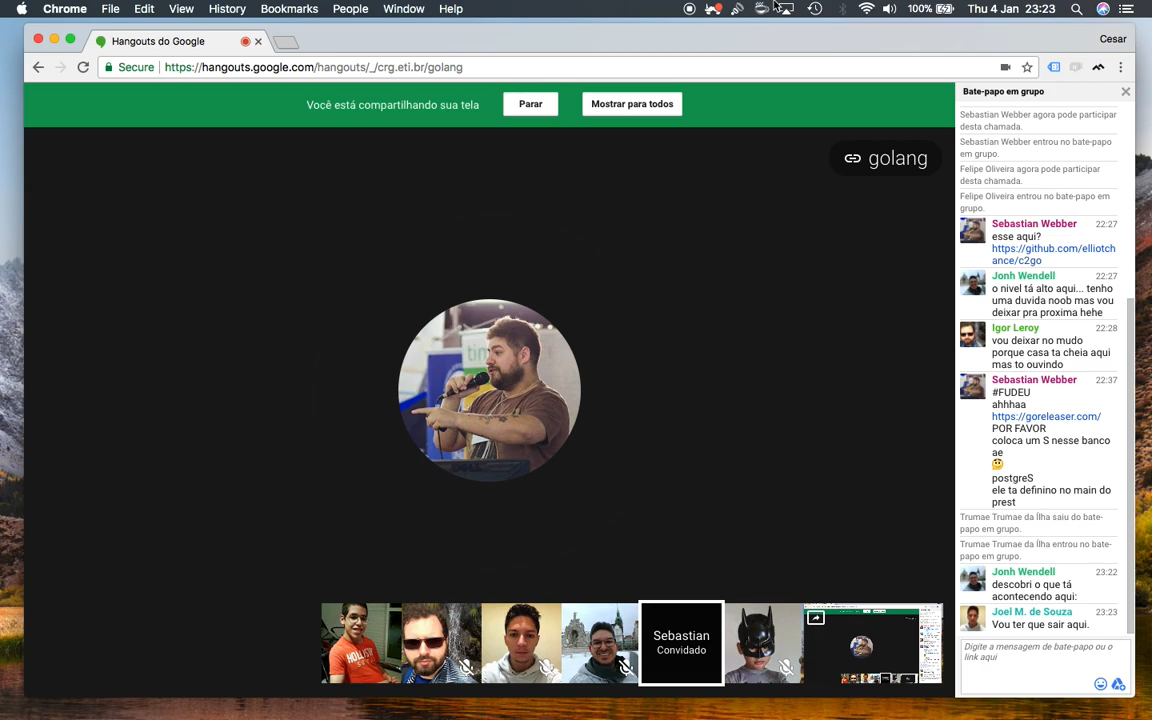 Chrome File Edit View History Bookmarks People Window Help 100% Thu 4 Jan 23:23
Hangouts do Google
Cesar
Secure https://hangouts.google.com/hangouts/_/crg.eti.br/golang
Você está compartilhando sua tela Parar Mostrar para todos
golang
Sebastian
Convidado
Bate-papo em grupo
Sebastian Webber agora pode participar
desta chamada.
Sebastian Webber entrou no bate-papo
em grupo.
Felipe Oliveira agora pode participar
desta chamada.
Felipe Oliveira entrou no bate-papo em
grupo.
Sebastian Webber 22:27
esse aqui?
https://github.com/elliotch
ance/c2go
Jonh Wendell 22:27
o nivel tá alto aqui... tenho
uma duvida noob mas vou
deixar pra proxima hehe
Igor Leroy 22:28
vou deixar no mudo
porque casa ta cheia aqui
mas to ouvindo
Sebastian Webber 22:37
#FUDEU
ahhhaa
https://goreleaser.com/
POR FAVOR
coloca um S nesse banco
ae
postgreS
ele ta definino no main do
prest
Trumae Trumae da Ílha saiu do bate-
papo em grupo.
Trumae Trumae da Ílha entrou no bate-
papo em grupo.
Jonh Wendell 23:22
descobri o que tá
acontecendo aqui:
Joel M. de Souza 23:23
Vou ter que sair aqui.
Digite a mensagem de bate-papo ou o
link aqui